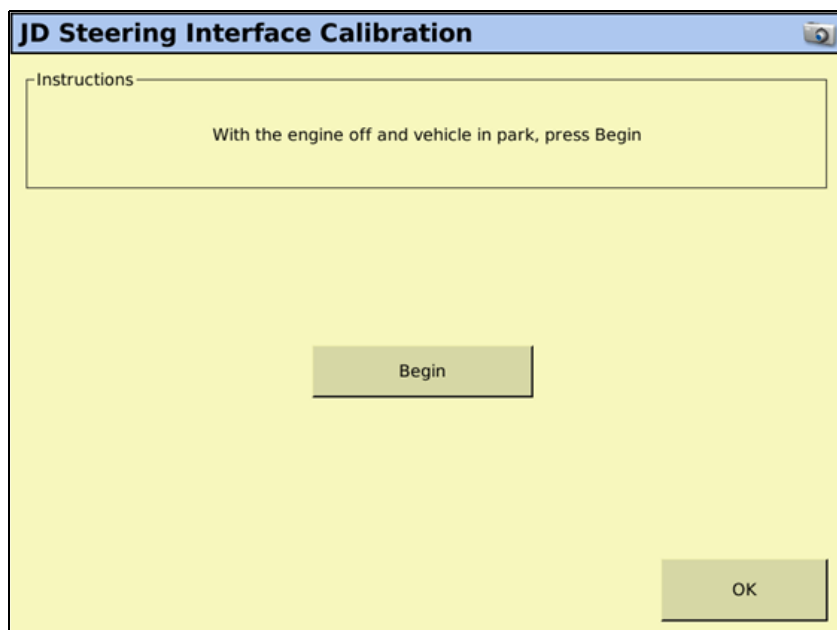 JD Steering Interface Calibration
Instructions
With the engine off and vehicle in park, press Begin
Begin
OK